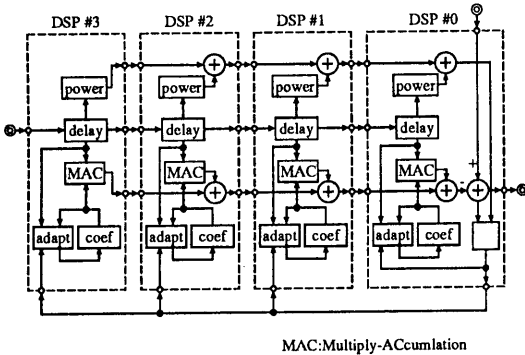 DSP #3 DSP #2 DSP #1 DSP #0
power power power power
delay delay delay delay
MAC MAC MAC MAC
+
-
adapt coef adapt coef adapt coef adapt coef
MAC:Multiply-ACcumlation